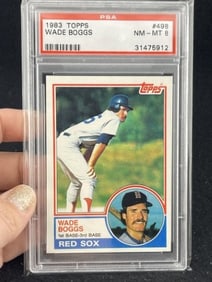 PSA
1983 TOPPS #498
WADE BOGGS NM - MT 8
31475912
Topps
WADE
BOGGS
1st BASE-3rd BASE
RED SOX